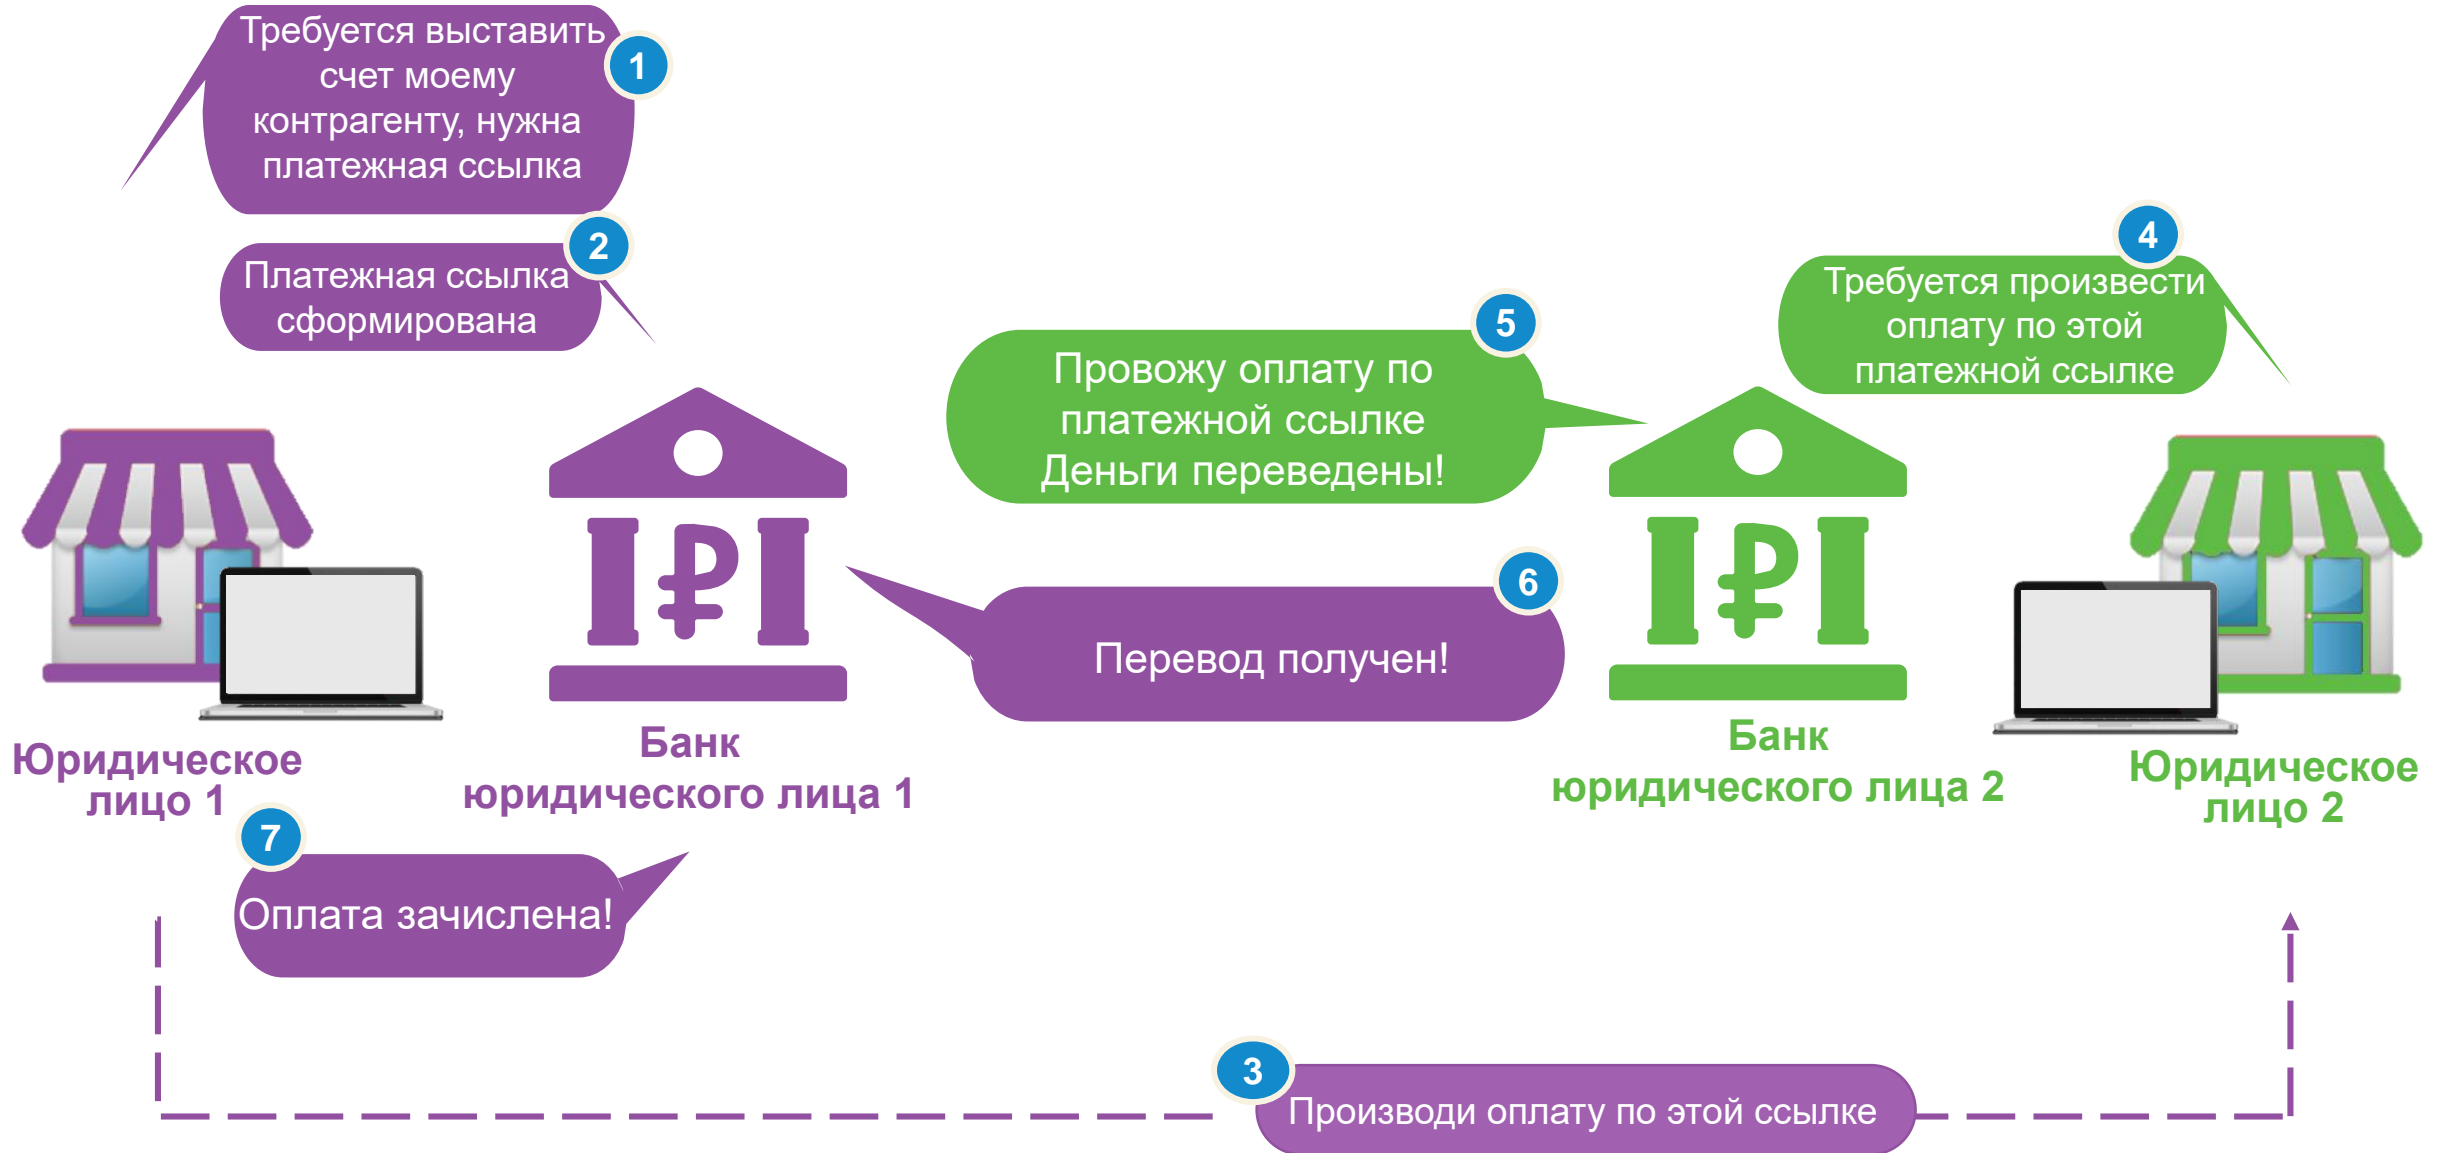 Требуется выставить
счет моему
контрагенту, нужна
платежная ссылка
1
2
Платежная ссылка
сформирована
4
Требуется произвести
оплату по этой
платежной ссылке
5
Провожу оплату по
платежной ссылке
Деньги переведены!
6
Перевод получен!
Юридическое
лицо 1
Банк
юридического лица 1
Банк
юридического лица 2
Юридическое
лицо 2
7
Оплата зачислена!
3
Производи оплату по этой ссылке